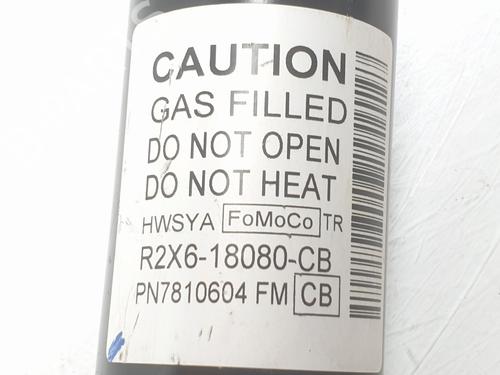 CAUTION
GAS FILLED
DO NOT OPEN
DO NOT HEAT
HWSYA FoMoCo TR
R2X6-18080-CB
PN7810604 FM CB